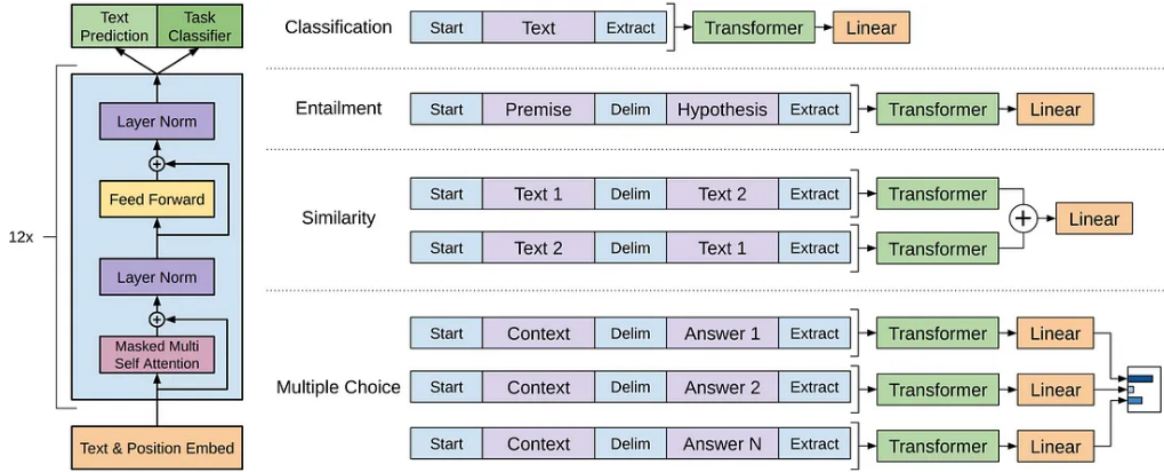 Text
Prediction
Task
Classifier
12x
Layer Norm
Feed Forward
Layer Norm
Masked Multi
Self Attention
Text & Position Embed
Classification
Start Text Extract Transformer Linear
Entailment
Start Premise Delim Hypothesis Extract Transformer Linear
Similarity
Start Text 1 Delim Text 2 Extract Transformer
Linear
Start Text 2 Delim Text 1 Extract Transformer
Multiple Choice
Start Context Delim Answer 1 Extract Transformer Linear
Start Context Delim Answer 2 Extract Transformer Linear
Start Context Delim Answer N Extract Transformer Linear